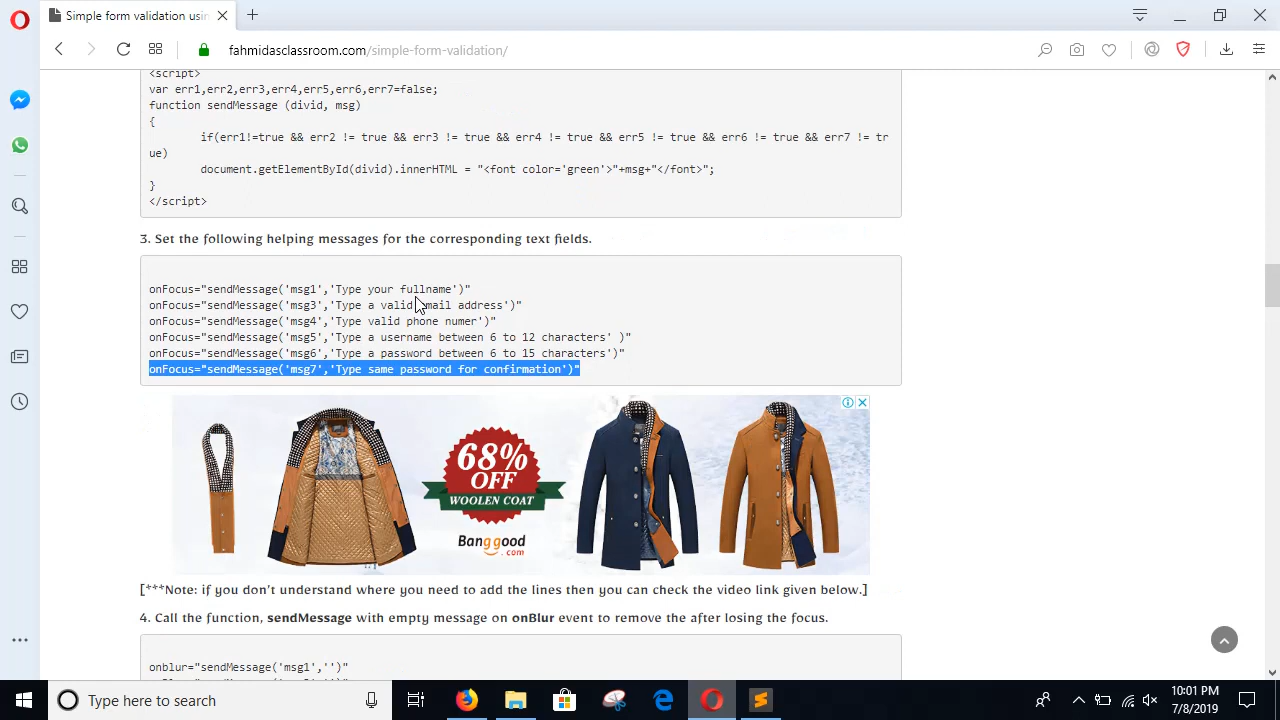 Simple form validation usin
fahmidasclassroom.com/simple-form-validation/
<script>
var err1,err2,err3,err4,err5,err6,err7=false;
function sendMessage (divid, msg)
{
if(err1!=true && err2 != true && err3 != true && err4 != true && err5 != true && err6 != true && err7 != tr
ue)
document.getElementById(divid).innerHTML = "<font color='green'>"+msg+"</font>";
}
</script>
3. Set the following helping messages for the corresponding text fields.
onFocus="sendMessage('msg1','Type your fullname')"
onFocus="sendMessage('msg3','Type a valid email address')"
onFocus="sendMessage('msg4','Type valid phone numer')"
onFocus="sendMessage('msg5','Type a username between 6 to 12 characters' )"
onFocus="sendMessage('msg6','Type a password between 6 to 15 characters')"
onFocus="sendMessage('msg7','Type same password for confirmation')"
68%
OFF
WOOLEN COAT
Banggood
.com
[***Note: if you don't understand where you need to add the lines then you can check the video link given below.]
4. Call the function, sendMessage with empty message on onBlur event to remove the after losing the focus.
onblur="sendMessage('msg1','')"
Type here to search
10:01 PM
7/8/2019